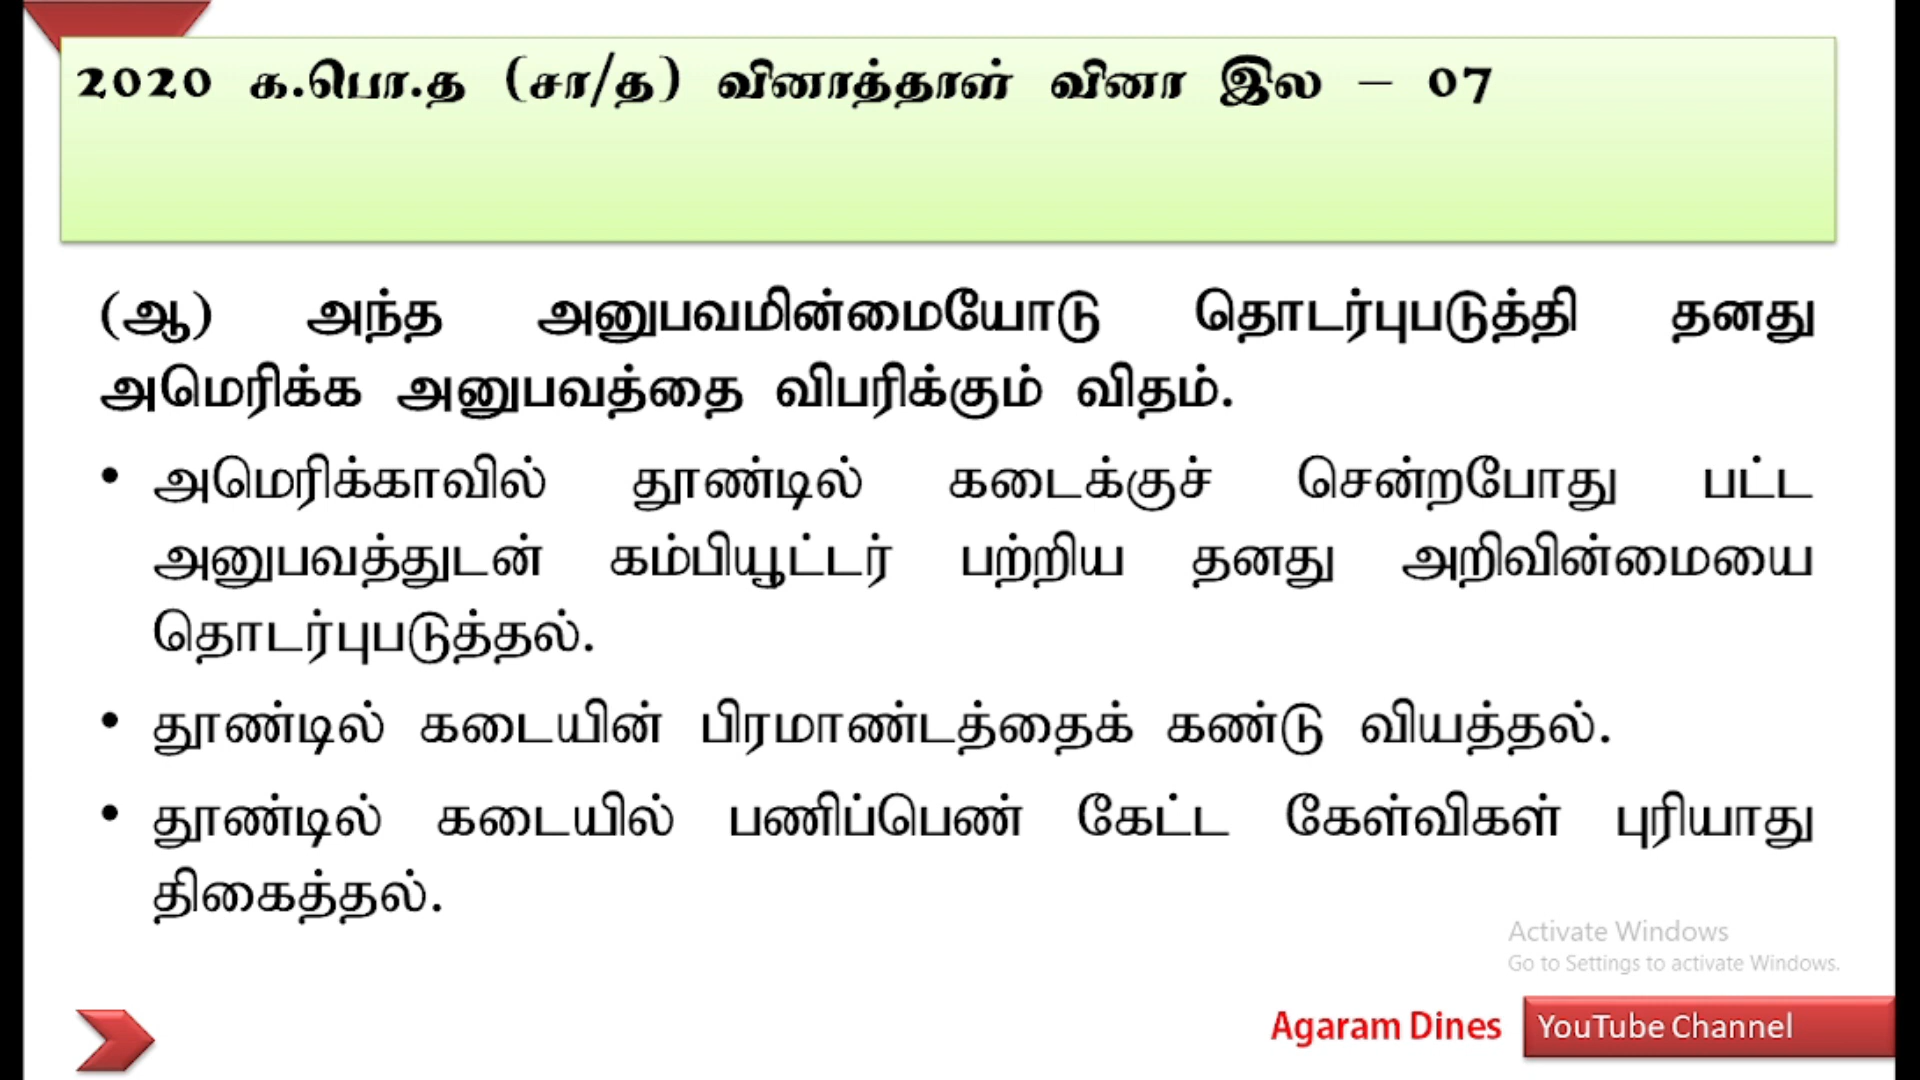 2020 க.பொ.த (சா/த) வினாத்தாள் வினா இல – 07
(ஆ) அந்த அனுபவமின்மையோடு தொடர்புபடுத்தி தனது
அமெரிக்க அனுபவத்தை விபரிக்கும் விதம்.
• அமெரிக்காவில் தூண்டில் கடைக்குச் சென்றபோது பட்ட
அனுபவத்துடன் கம்பியூட்டர் பற்றிய தனது அறிவின்மையை
தொடர்புபடுத்தல்.
• தூண்டில் கடையின் பிரமாண்டத்தைக் கண்டு வியத்தல்.
• தூண்டில் கடையில் பணிப்பெண் கேட்ட கேள்விகள் புரியாது
திகைத்தல்.
Activate Windows
Go to Settings to activate Windows.
Agaram Dines YouTube Channel